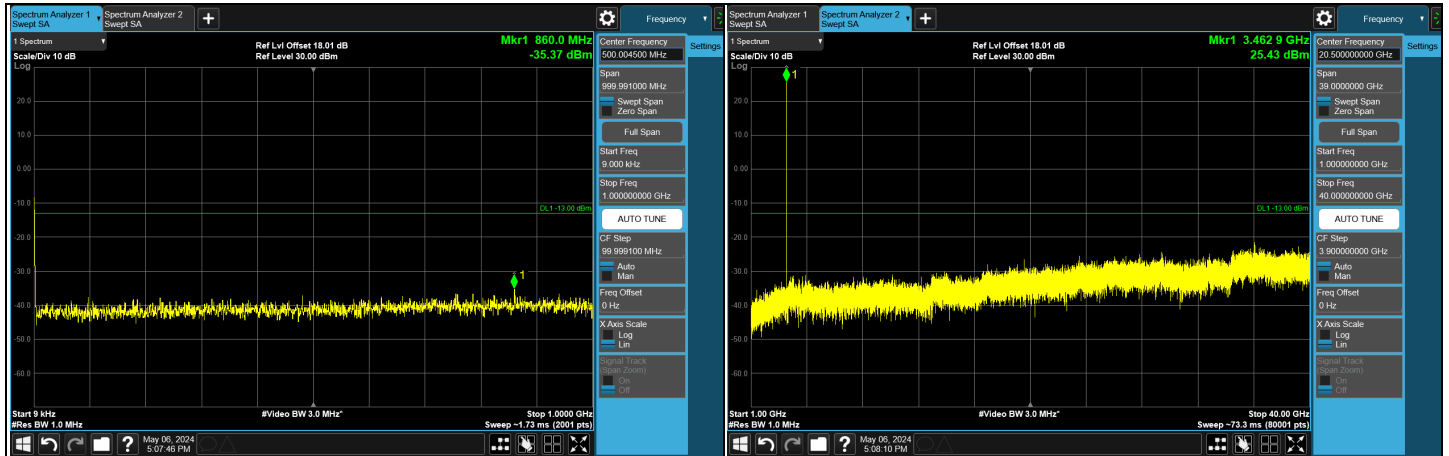 Spectrum Analyzer 1
Swept SA
Spectrum Analyzer 2
Swept SA
+
Frequency
1 Spectrum
Scale/Div 10 dB
Log
Ref Lvl Offset 18.01 dB
Ref Level 30.00 dBm
Mkr1 860.0 MHz
-35.37 dBm
20.0
10.0
0.00
-10.0
-20.0
-30.0
-40.0
-50.0
-60.0
DL1 -13.00 dBm
1
Start 9 kHz
#Res BW 1.0 MHz
#Video BW 3.0 MHz*
Stop 1.0000 GHz
Sweep ~1.73 ms (2001 pts)
Center Frequency
500.004500 MHz
Settings
Span
999.991000 MHz
Swept Span
Zero Span
Full Span
Start Freq
9.000 kHz
Stop Freq
1.000000000 GHz
AUTO TUNE
CF Step
99.999100 MHz
Auto
Man
Freq Offset
0 Hz
X Axis Scale
Log
Lin
Signal Track
(Span Zoom)
On
Off
?
May 06, 2024
5:07:46 PM
Spectrum Analyzer 1
Swept SA
Spectrum Analyzer 2
Swept SA
+
Frequency
1 Spectrum
Scale/Div 10 dB
Log
Ref Lvl Offset 18.01 dB
Ref Level 30.00 dBm
Mkr1 3.462 9 GHz
25.43 dBm
1
20.0
10.0
0.00
-10.0
-20.0
-30.0
-40.0
-50.0
-60.0
DL1 -13.00 dBm
Start 1.00 GHz
#Res BW 1.0 MHz
#Video BW 3.0 MHz*
Stop 40.00 GHz
Sweep ~73.3 ms (80001 pts)
Center Frequency
20.500000000 GHz
Settings
Span
39.0000000 GHz
Swept Span
Zero Span
Full Span
Start Freq
1.000000000 GHz
Stop Freq
40.000000000 GHz
AUTO TUNE
CF Step
3.900000000 GHz
Auto
Man
Freq Offset
0 Hz
X Axis Scale
Log
Lin
Signal Track
(Span Zoom)
On
Off
?
May 06, 2024
5:08:10 PM